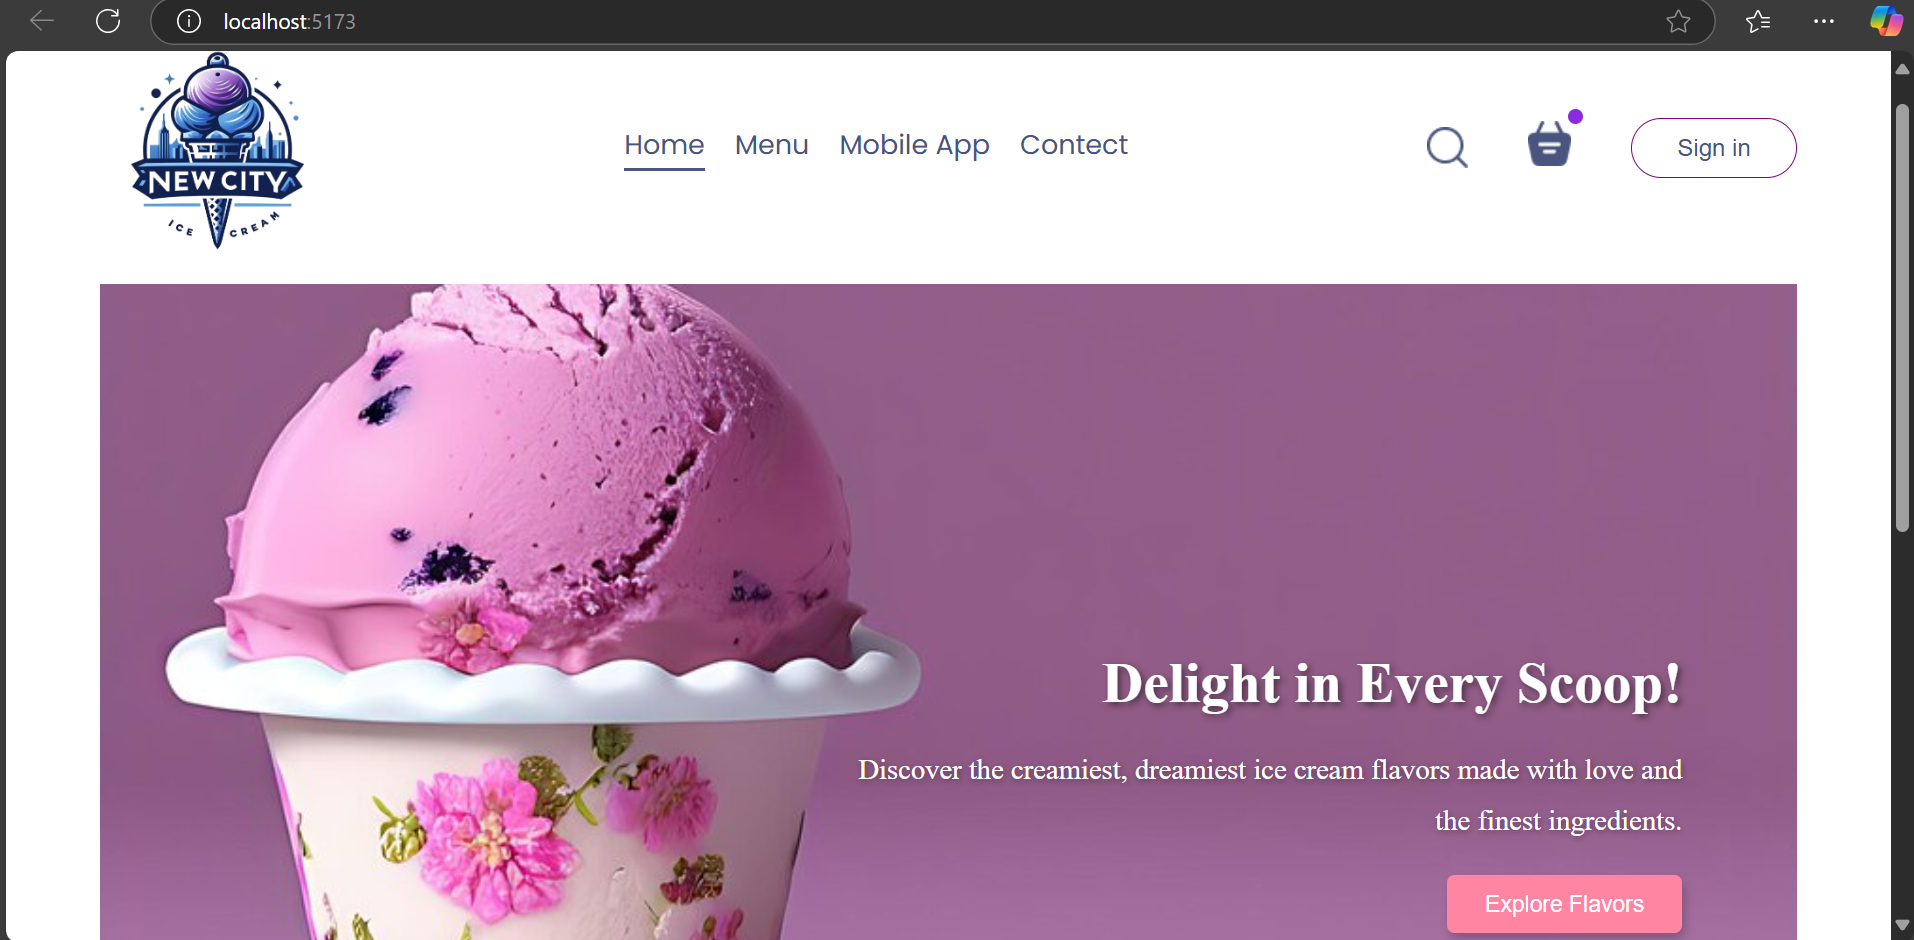 localhost:5173
NEW CITY
ICE CREAM
Home Menu Mobile App Contect
Sign in
Delight in Every Scoop!
Discover the creamiest, dreamiest ice cream flavors made with love and
the finest ingredients.
Explore Flavors